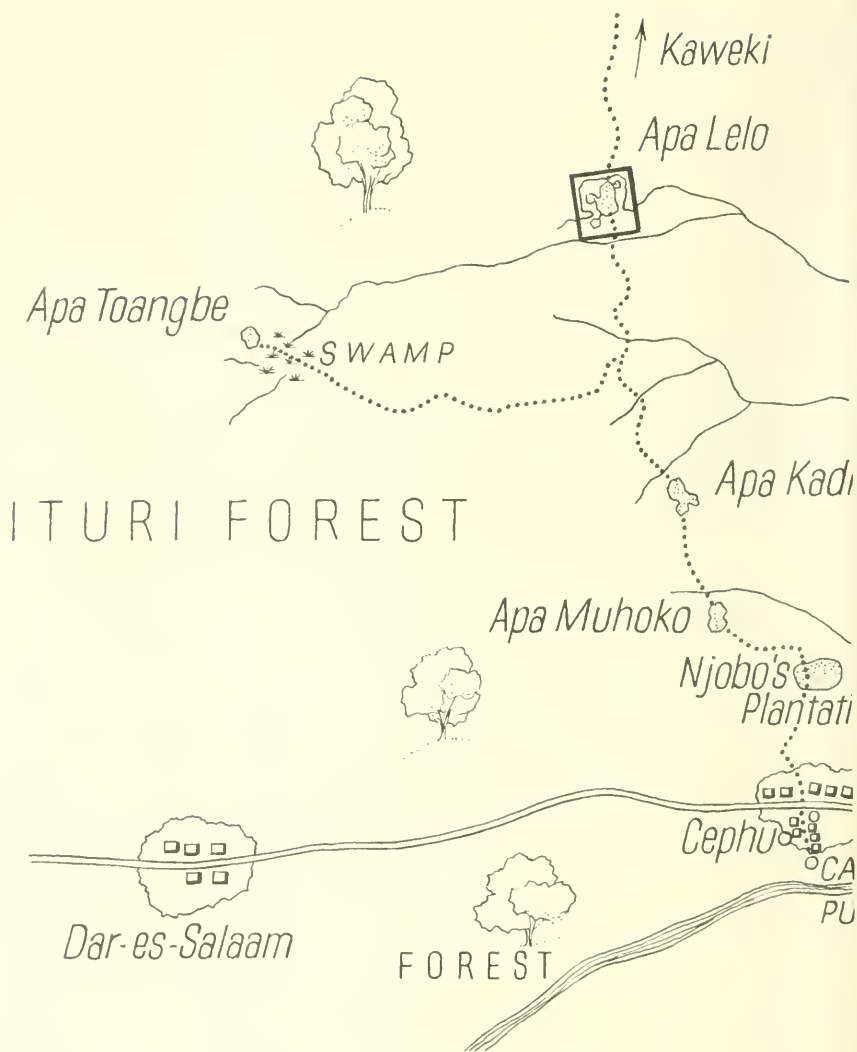 Kaweki
Apa Lelo
Apa Toangbe
SWAMP
Apa Kadi
ITURI FOREST
Apa Muhoko
Njobo's
Plantati
Cephu
CA
PU
Dar-es-Salaam
FOREST